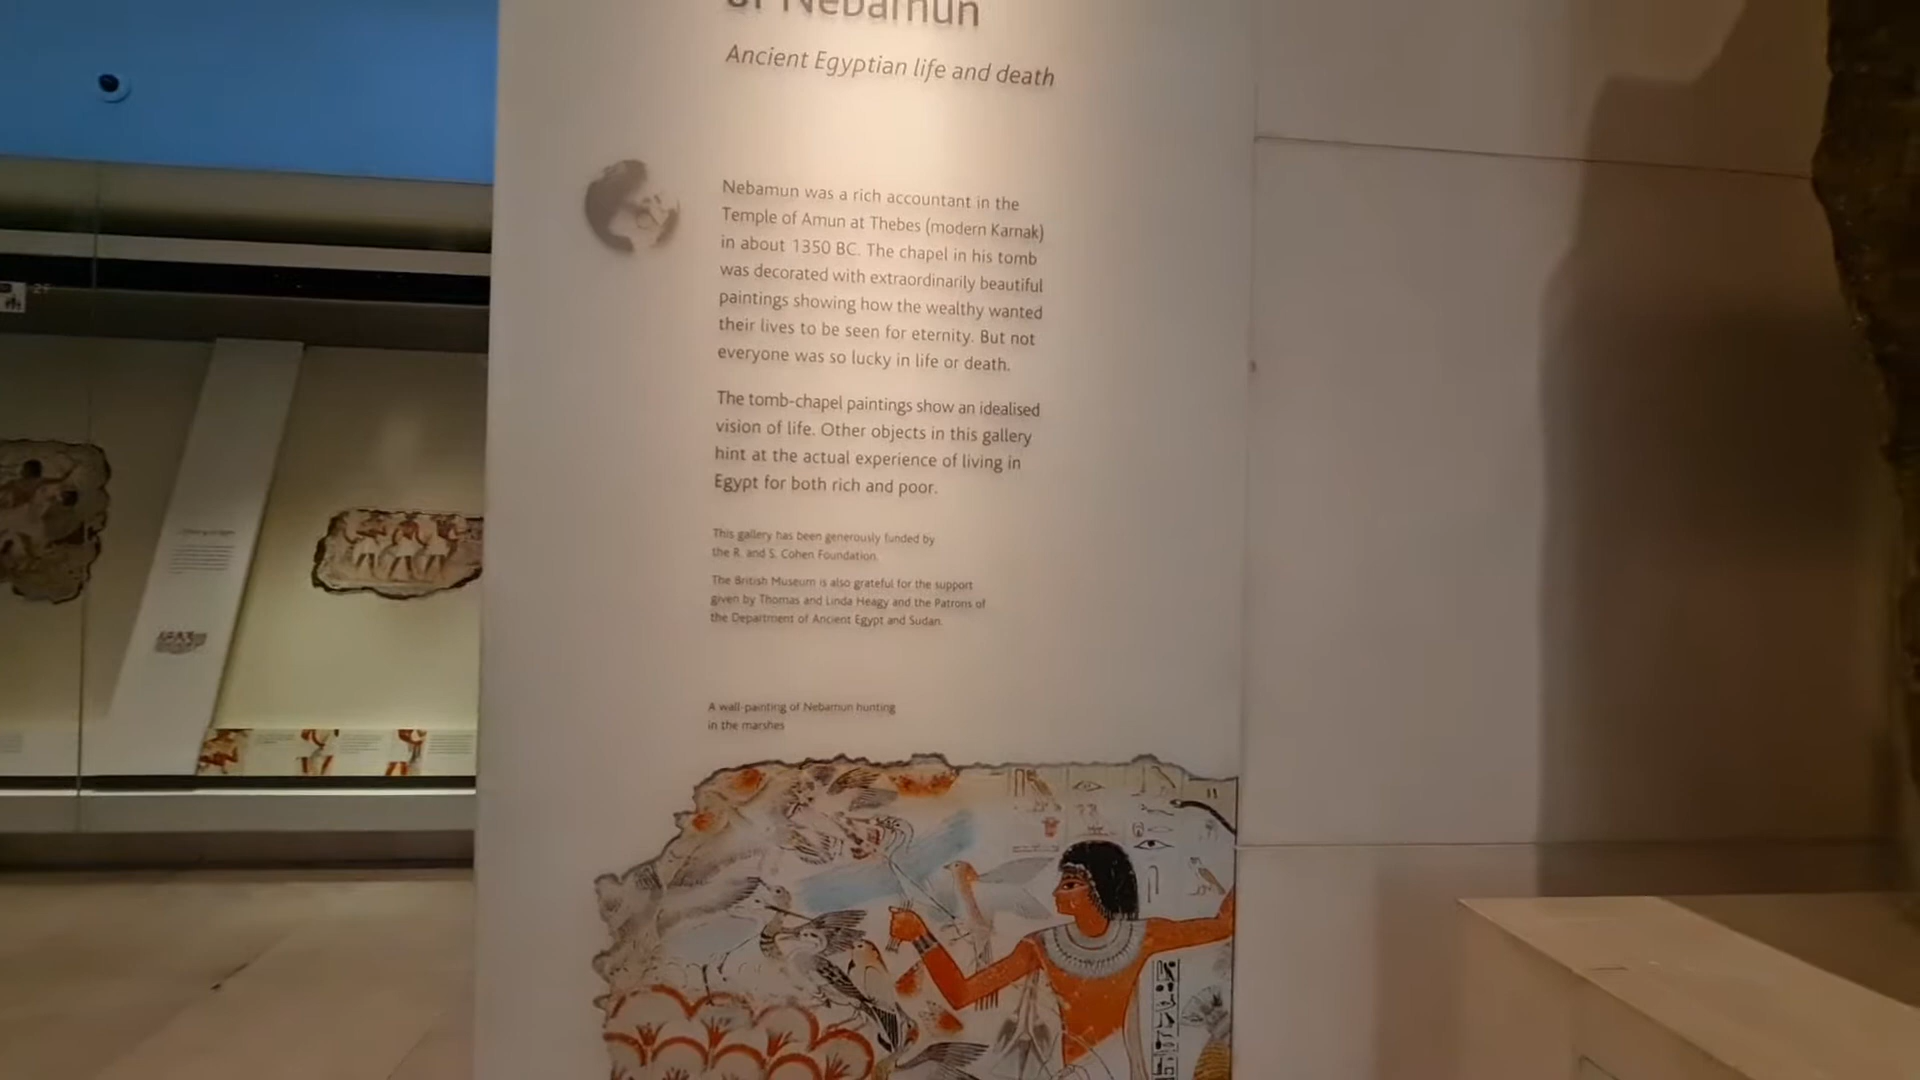 of Nebamun
Ancient Egyptian life and death
Nebamun was a rich accountant in the
Temple of Amun at Thebes (modern Karnak)
in about 1350 BC. The chapel in his tomb
was decorated with extraordinarily beautiful
paintings showing how the wealthy wanted
their lives to be seen for eternity. But not
everyone was so lucky in life or death.
The tomb-chapel paintings show an idealised
vision of life. Other objects in this gallery
hint at the actual experience of living in
Egypt for both rich and poor.
This gallery has been generously funded by
the R. and S. Cohen Foundation.
The British Museum is also grateful for the support
given by Thomas and Linda Heagy and the Patrons of
the Department of Ancient Egypt and Sudan.
A wall-painting of Nebamun hunting
in the marshes